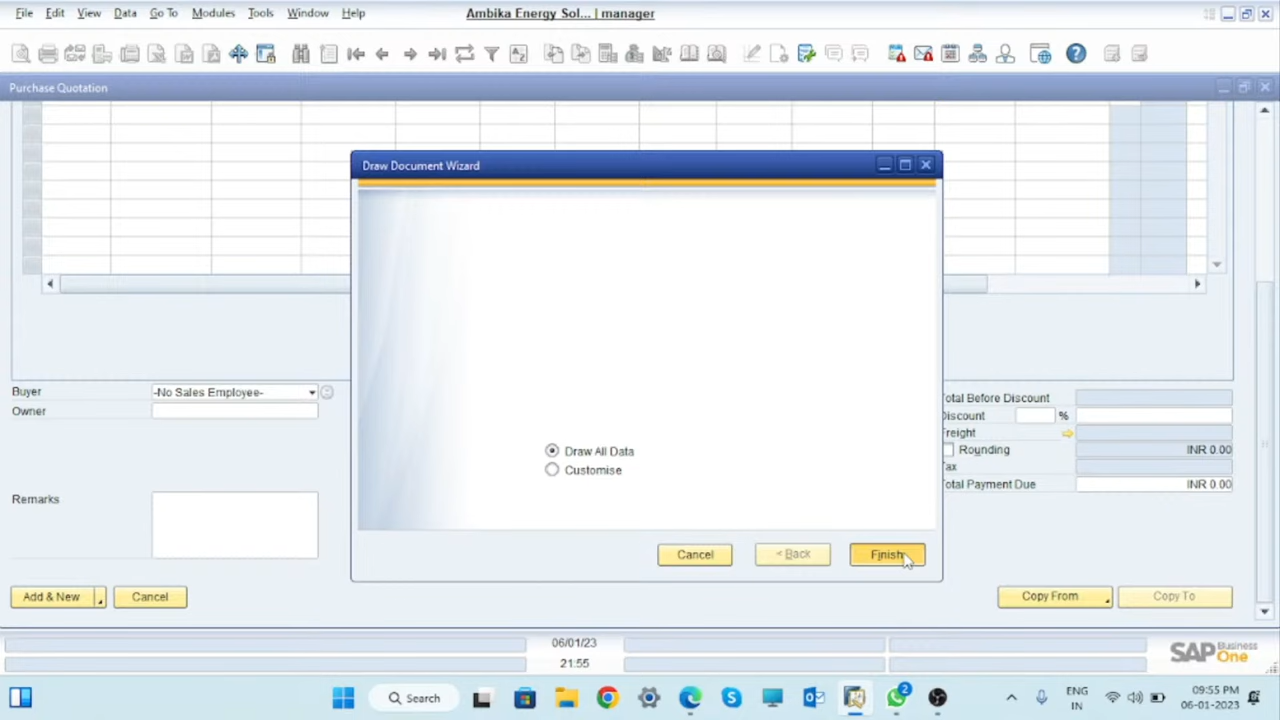 File Edit View Data Go To Modules Tools Window Help
Ambika Energy Sol... | manager
Purchase Quotation
Draw Document Wizard
Draw All Data
Customise
Cancel < Back Finish
Buyer -No Sales Employee-
Owner
Remarks
otal Before Discount
iscount %
reight
Rounding INR 0.00
ax
otal Payment Due INR 0.00
Add & New Cancel
Copy From Copy To
06/01/23
21:55
SAP Business One
Search
2
ENG
IN
09:55 PM
06-01-2023